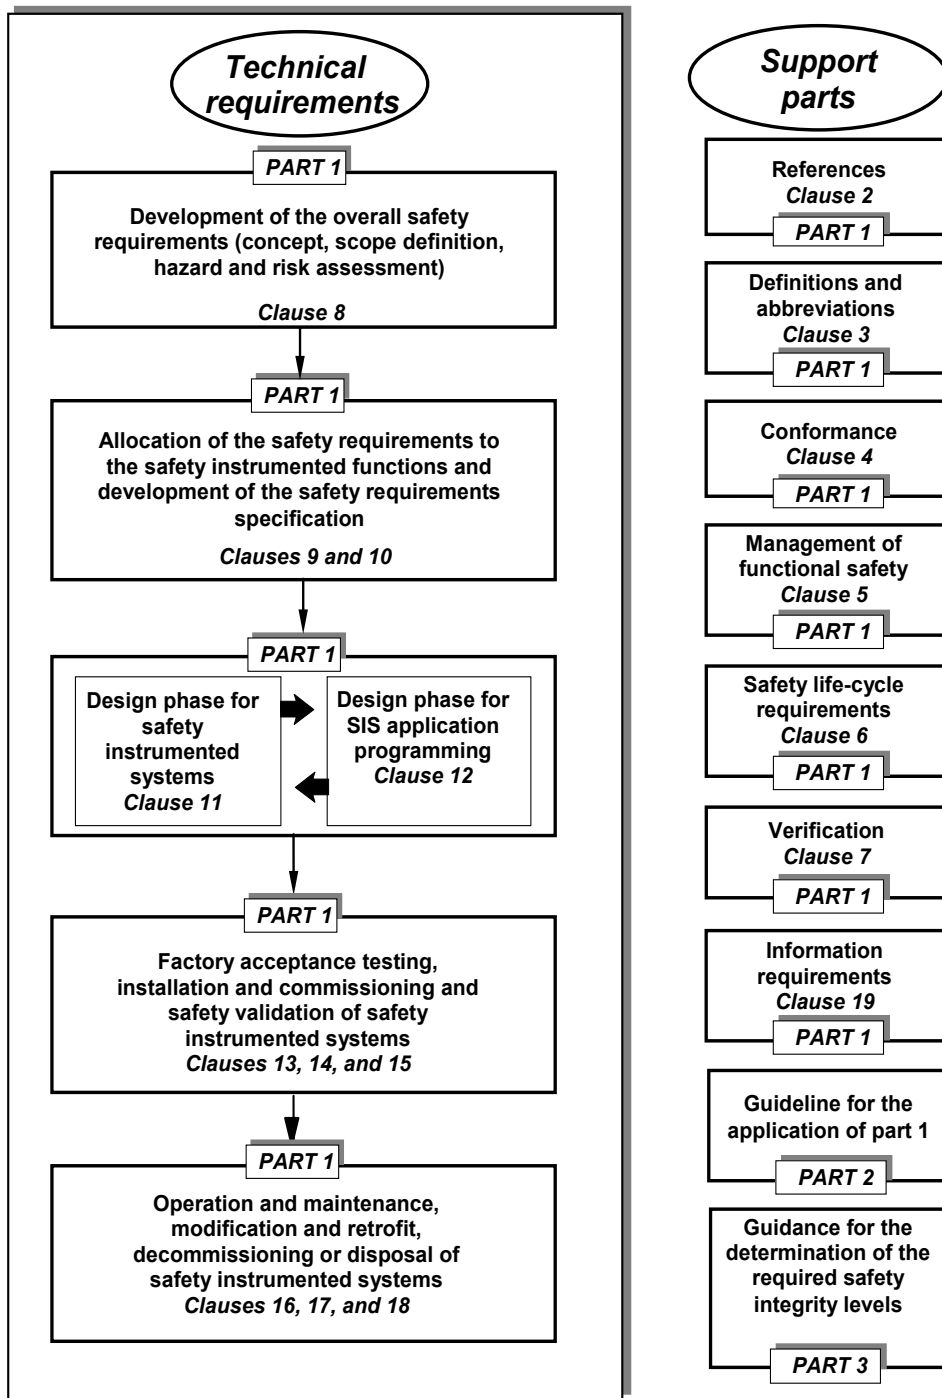 Technical
requirements
PART 1
Development of the overall safety
requirements (concept, scope definition,
hazard and risk assessment)
Clause 8
PART 1
Allocation of the safety requirements to
the safety instrumented functions and
development of the safety requirements
specification
Clauses 9 and 10
PART 1
Design phase for
safety
instrumented
systems
Clause 11
Design phase for
SIS application
programming
Clause 12
PART 1
Factory acceptance testing,
installation and commissioning and
safety validation of safety
instrumented systems
Clauses 13, 14, and 15
PART 1
Operation and maintenance,
modification and retrofit,
decommissioning or disposal of
safety instrumented systems
Clauses 16, 17, and 18
Support
parts
References
Clause 2
PART 1
Definitions and
abbreviations
Clause 3
PART 1
Conformance
Clause 4
PART 1
Management of
functional safety
Clause 5
PART 1
Safety life-cycle
requirements
Clause 6
PART 1
Verification
Clause 7
PART 1
Information
requirements
Clause 19
PART 1
Guideline for the
application of part 1
PART 2
Guidance for the
determination of the
required safety
integrity levels
PART 3